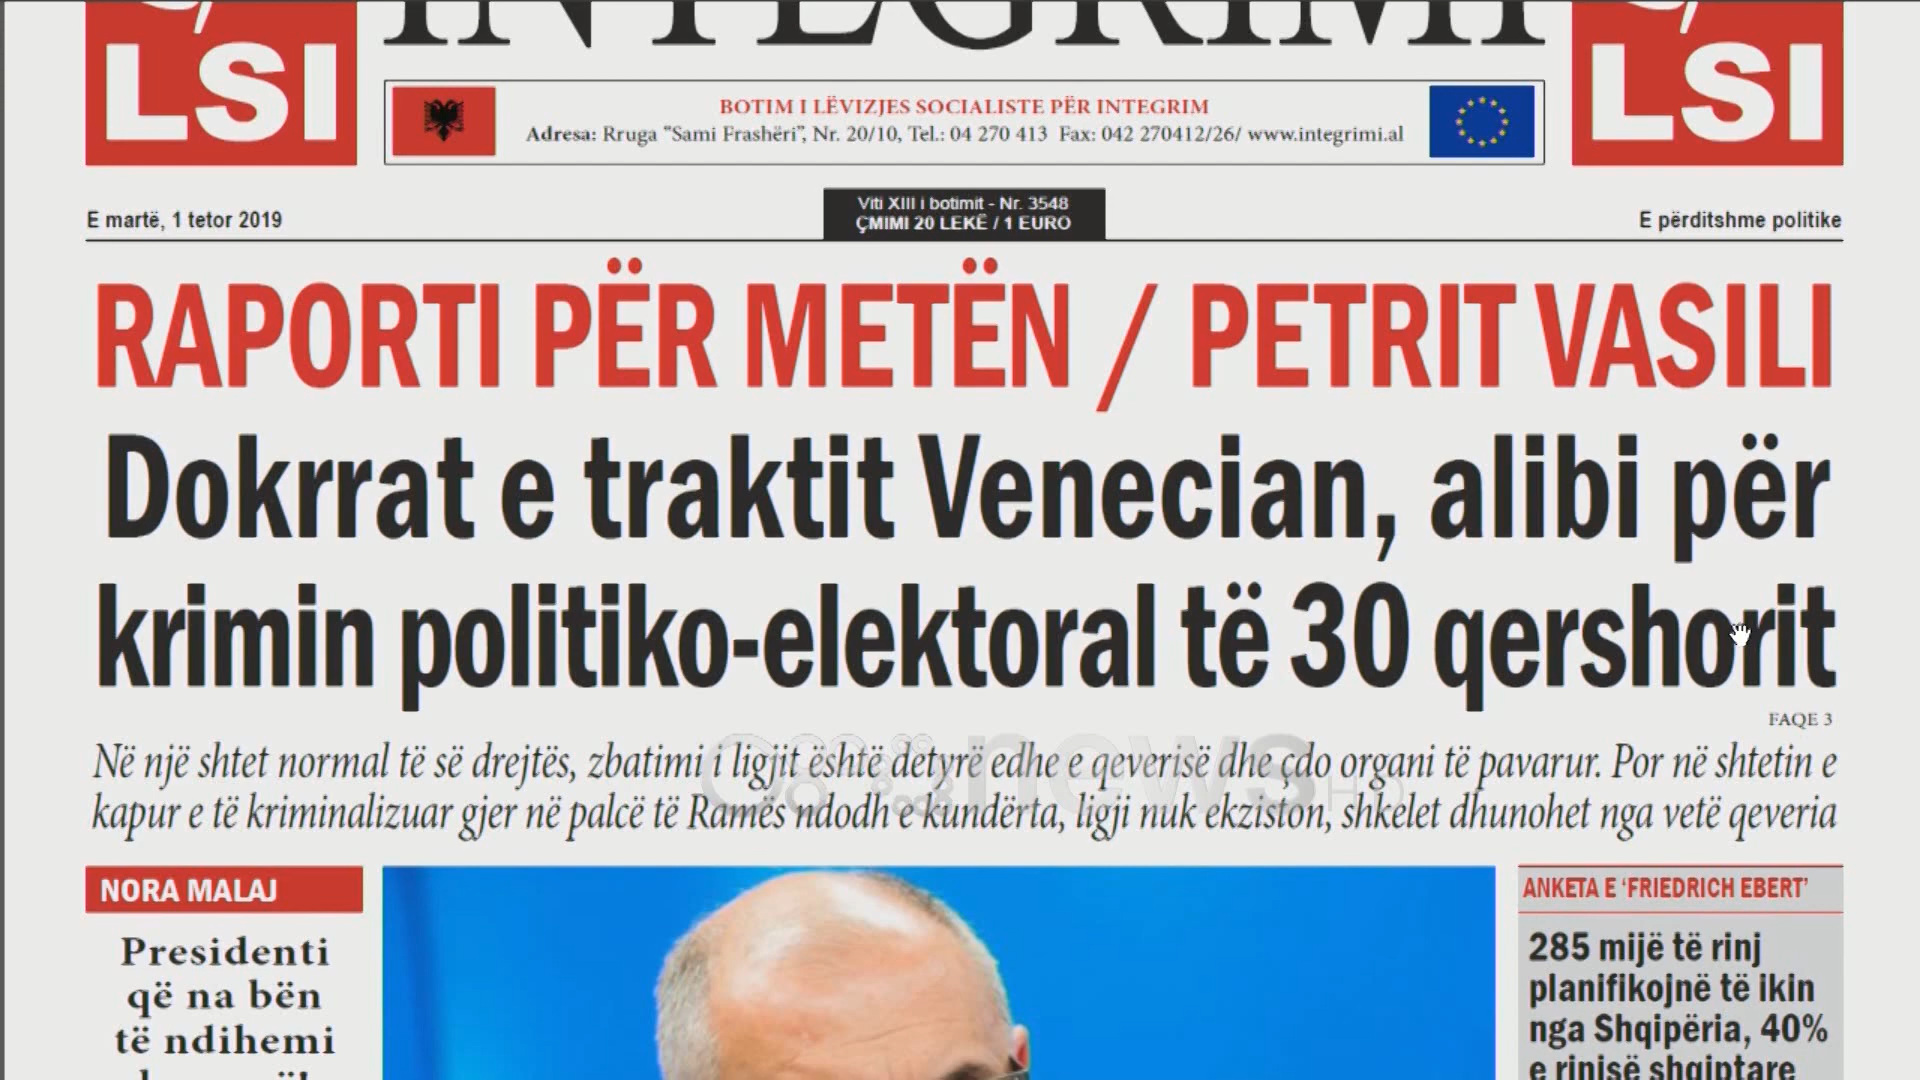 INTEGRIMI
LSI
LSI
BOTIM I LËVIZJES SOCIALISTE PËR INTEGRIM
Adresa: Rruga "Sami Frashëri", Nr. 20/10, Tel.: 04 270 413 Fax: 042 270412/26/ www.integrimi.al
E martë, 1 tetor 2019
Viti XIII i botimit - Nr. 3548
ÇMIMI 20 LEKË / 1 EURO
E përditshme politike
RAPORTI PËR METËN / PETRIT VASILI
Dokrrat e traktit Venecian, alibi për
krimin politiko-elektoral të 30 qershorit
FAQE 3
Në një shtet normal të së drejtës, zbatimi i ligjit është detyrë edhe e qeverisë dhe çdo organi të pavarur. Por në shtetin e
kapur e të kriminalizuar gjer në palcë të Ramës ndodh e kundërta, ligji nuk ekziston, shkelet dhunohet nga vetë qeveria
news HD
NORA MALAJ
Presidenti
që na bën
të ndihemi
ANKETA E 'FRIEDRICH EBERT'
285 mijë të rinj
planifikojnë të ikin
nga Shqipëria, 40%
e rinisë shqiptare